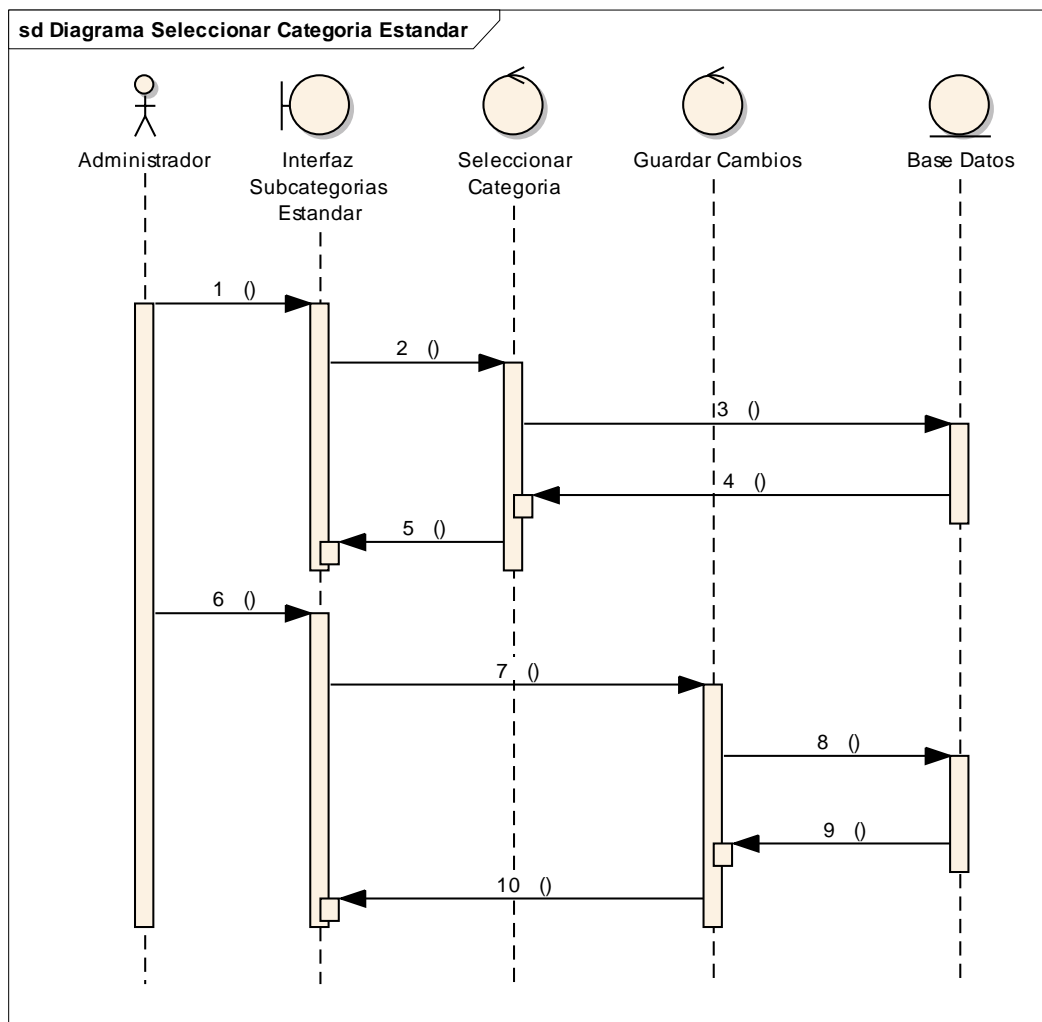 sd Diagrama Seleccionar Categoria Estandar
Administrador
Interfaz
Subcategorias
Estandar
Seleccionar
Categoria
Guardar Cambios
Base Datos
1 ()
2 ()
3 ()
4 ()
5 ()
6 ()
7 ()
8 ()
9 ()
10 ()